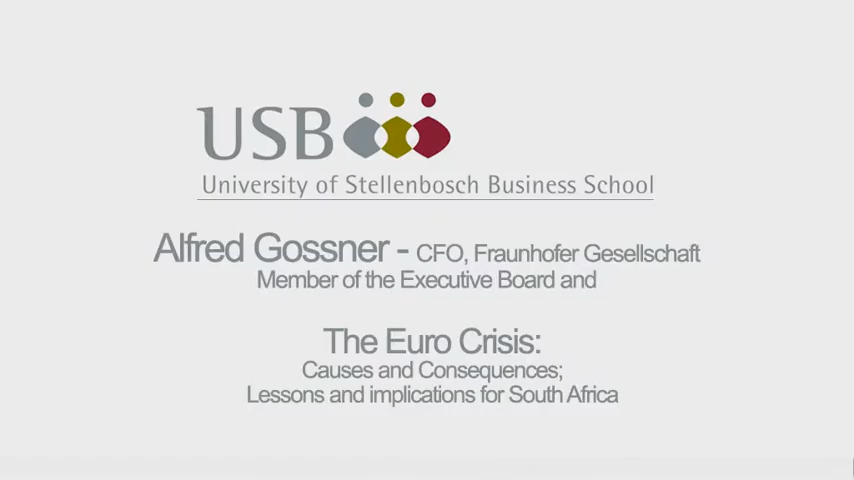 USB
University of Stellenbosch Business School
Alfred Gossner - CFO, Fraunhofer Gesellschaft
Member of the Executive Board and
The Euro Crisis:
Causes and Consequences;
Lessons and implications for South Africa